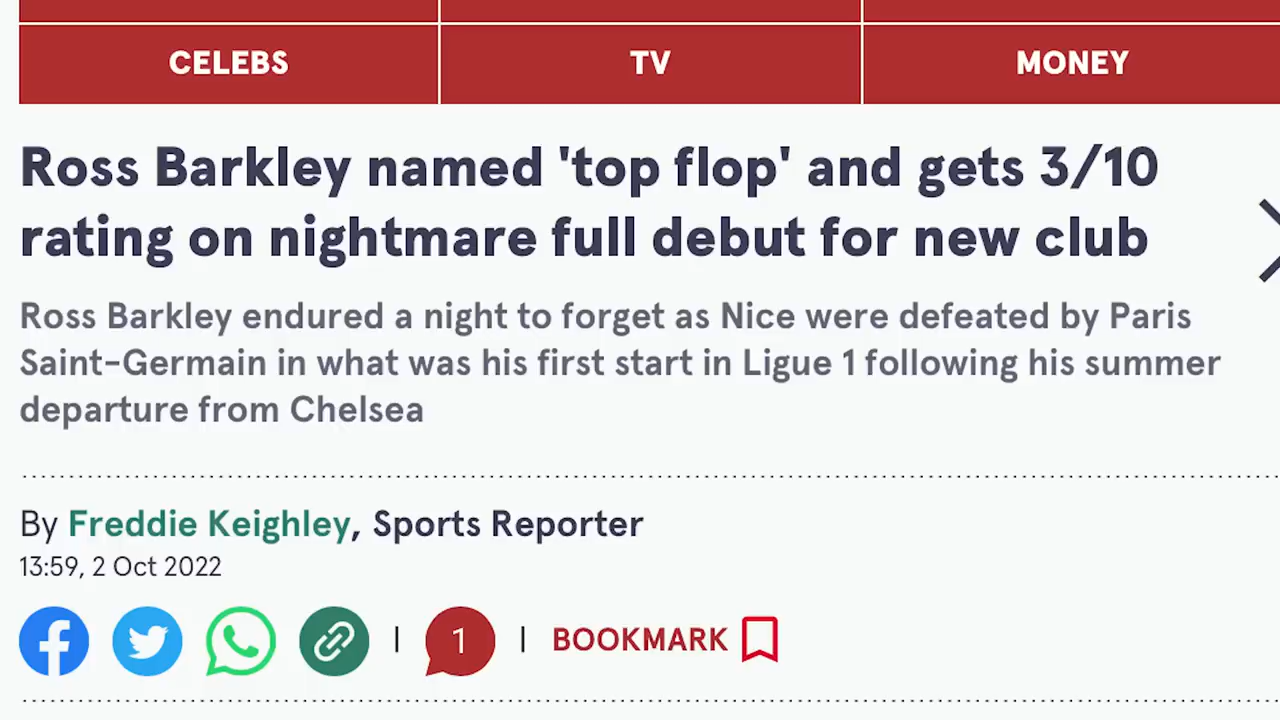 CELEBS TV MONEY
Ross Barkley named 'top flop' and gets 3/10
rating on nightmare full debut for new club
Ross Barkley endured a night to forget as Nice were defeated by Paris
Saint-Germain in what was his first start in Ligue 1 following his summer
departure from Chelsea
By Freddie Keighley, Sports Reporter
13:59, 2 Oct 2022
1 | BOOKMARK